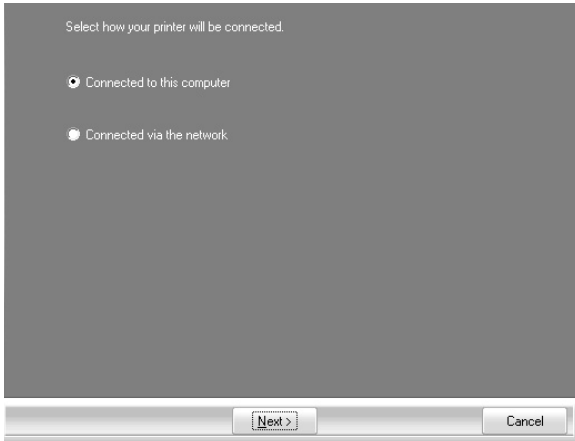 Select how your printer will be connected.
Connected to this computer
Connected via the network
Next >
Cancel